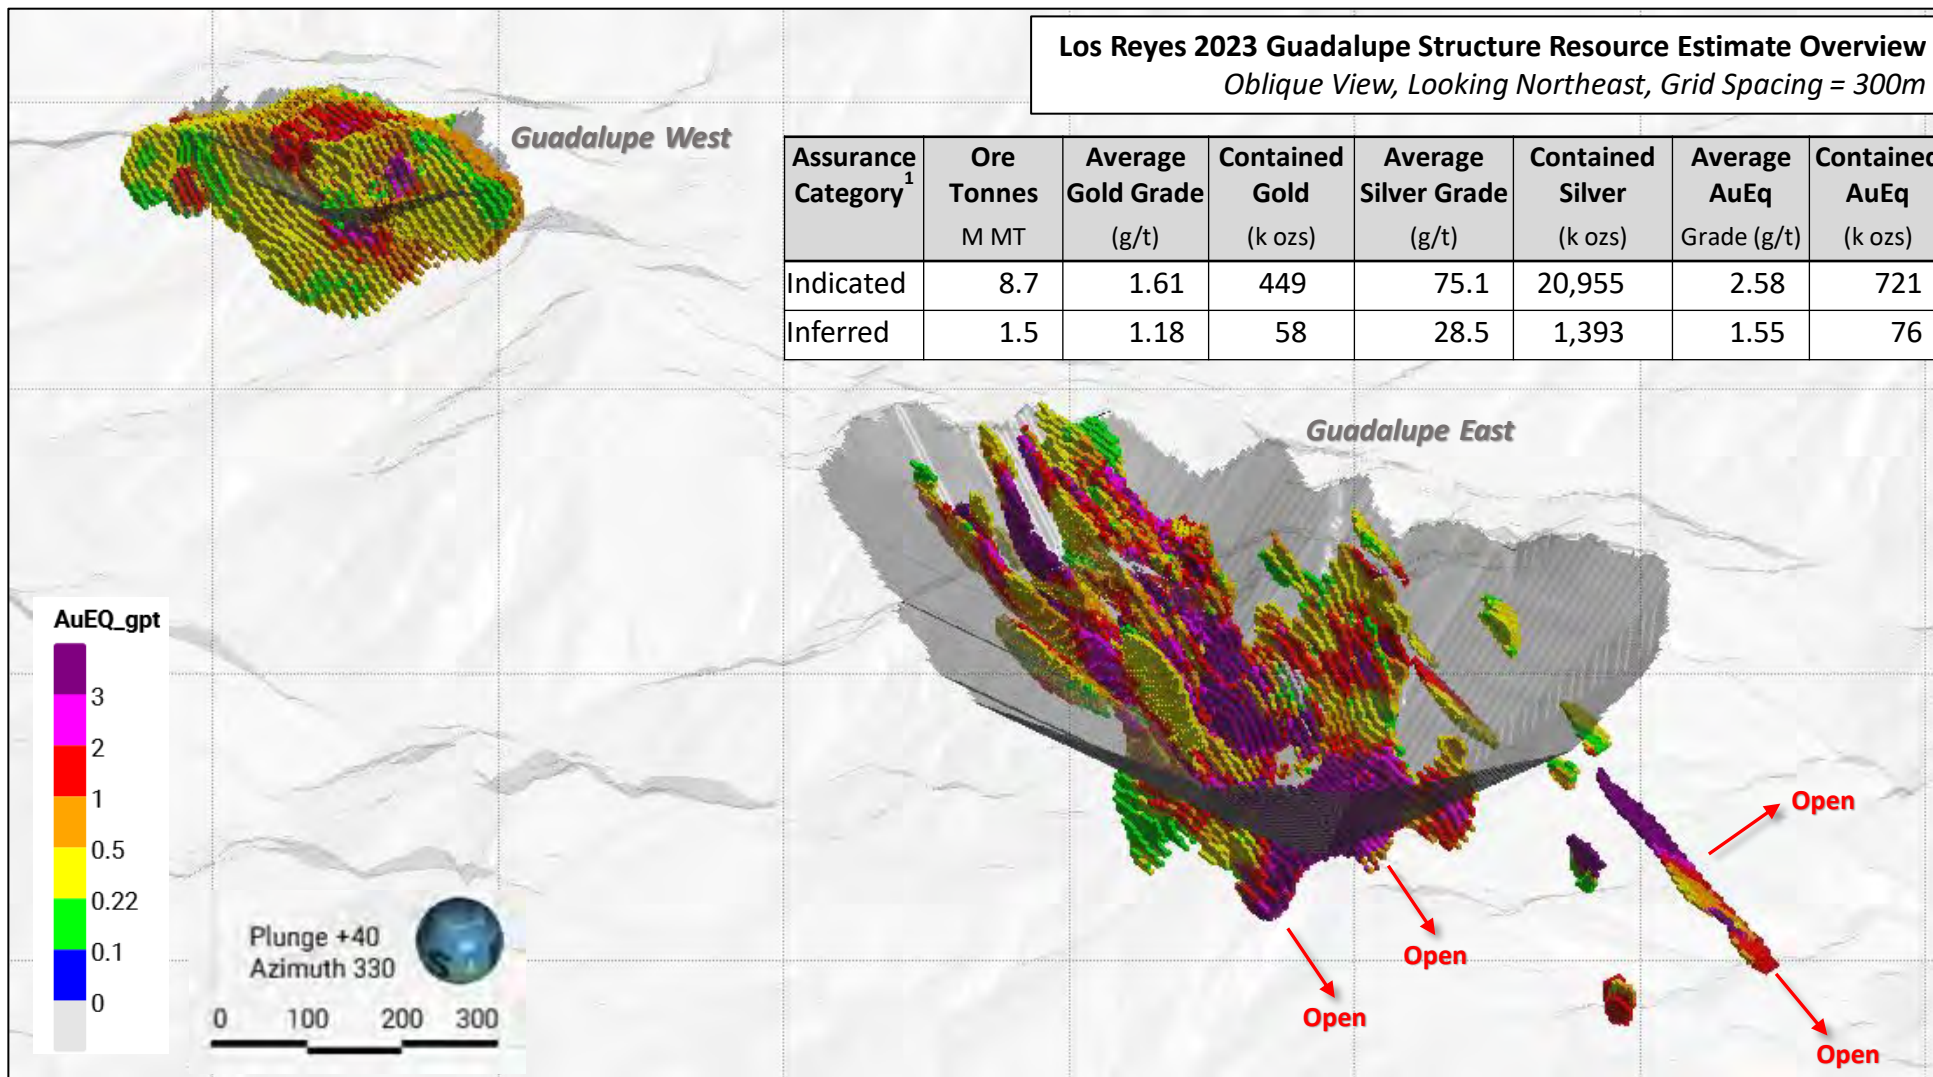 Los Reyes 2023 Guadalupe Structure Resource Estimate Overview
Oblique View, Looking Northeast, Grid Spacing = 300m
Guadalupe West
Assurance Category1 Ore Tonnes M MT Average Gold Grade (g/t) Contained Gold (k ozs) Average Silver Grade (g/t) Contained Silver (k ozs) Average AuEq Grade (g/t) Contained AuEq (k ozs)
Indicated 8.7 1.61 449 75.1 20,955 2.58 721
Inferred 1.5 1.18 58 28.5 1,393 1.55 76
Guadalupe East
AuEQ_gpt
3
2
1
0.5
0.22
0.1
0
Plunge +40
Azimuth 330
S
0 100 200 300
Open
Open
Open
Open